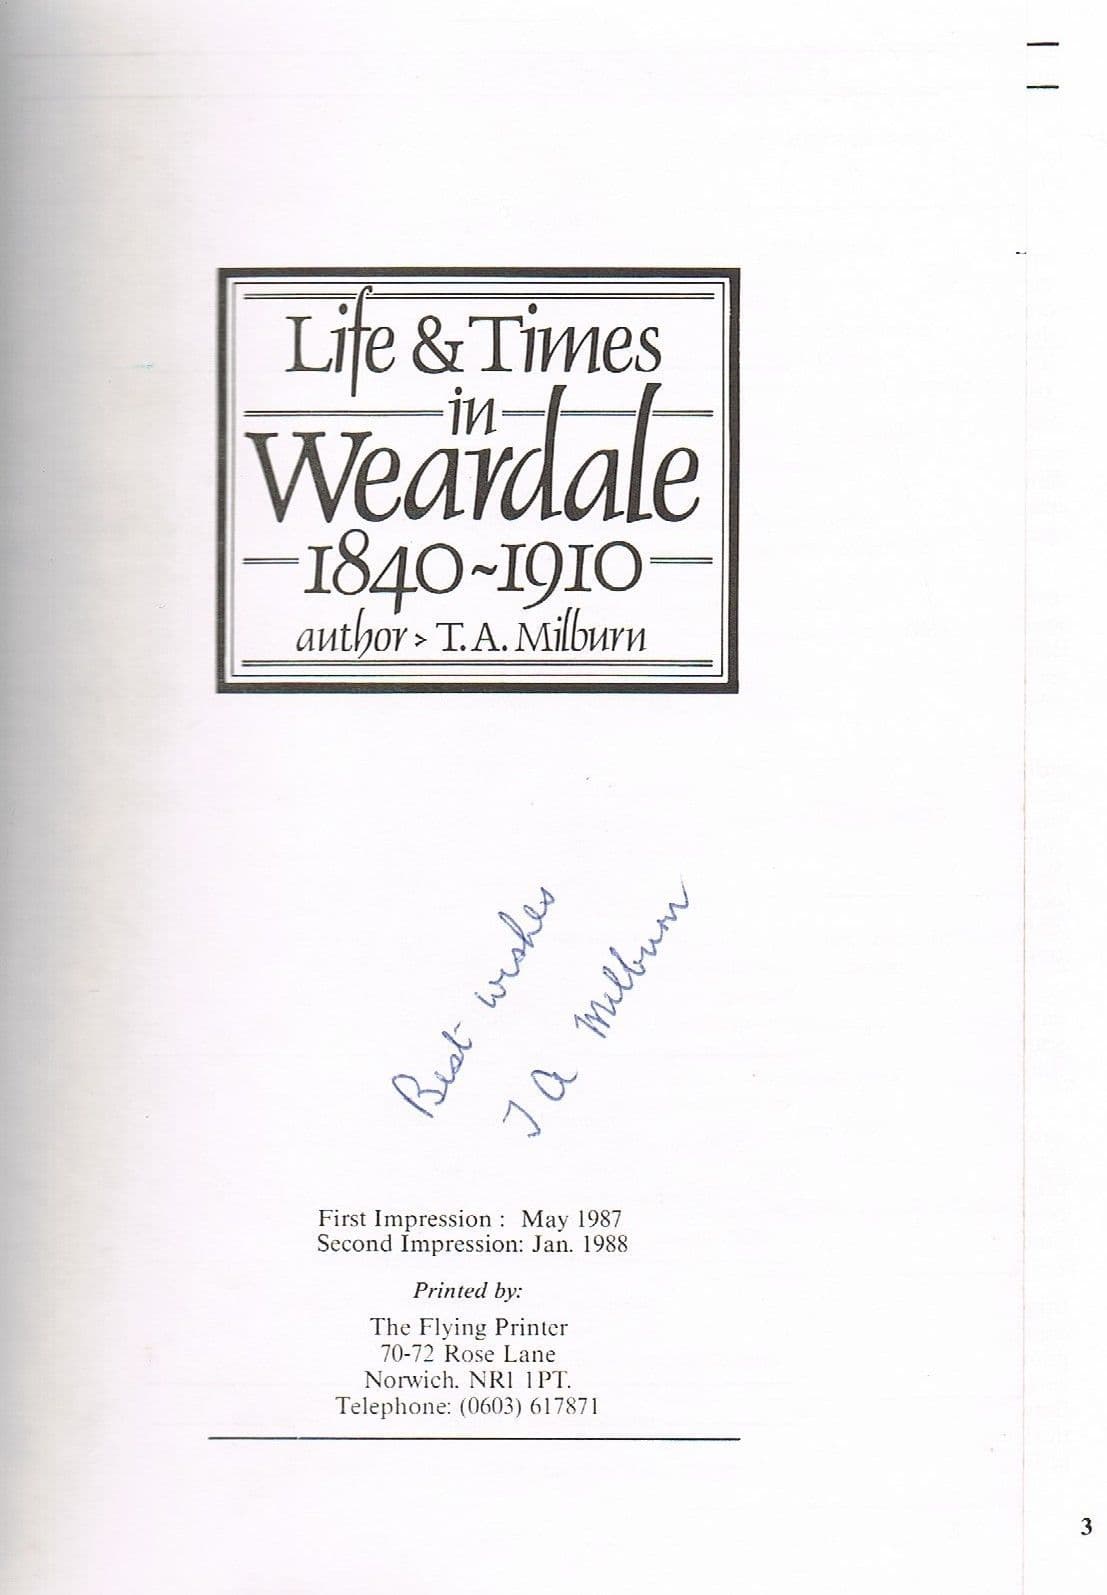 Life & Times
in
Weardale
1840~1910
author > T. A. Milburn
Best wishes
T A Milburn
First Impression : May 1987
Second Impression: Jan. 1988
Printed by:
The Flying Printer
70-72 Rose Lane
Norwich. NR1 1PT.
Telephone: (0603) 617871
3